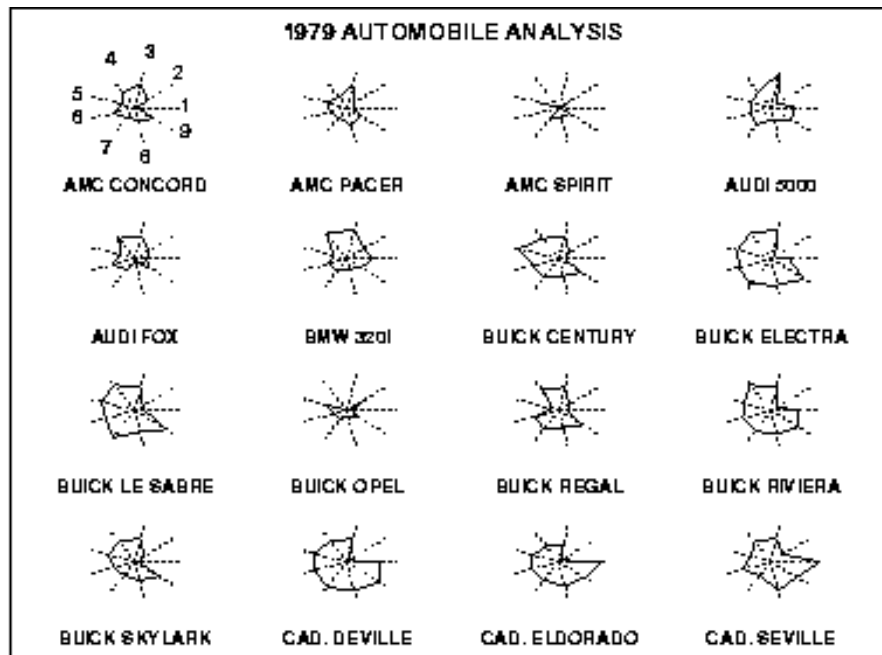 1979 AUTOMOBILE ANALYSIS
3
4
2
5
1
6
9
7
8
AMC CONCORD
AMC PACER
AMC SPIRIT
AUDI 5000
AUDI FOX
BMW 320I
BUICK CENTURY
BUICK ELECTRA
BUICK LE SABRE
BUICK OPEL
BUICK REGAL
BUICK RIVIERA
BUICK SKYLARK
CAD. DEVILLE
CAD. ELDORADO
CAD. SEVILLE